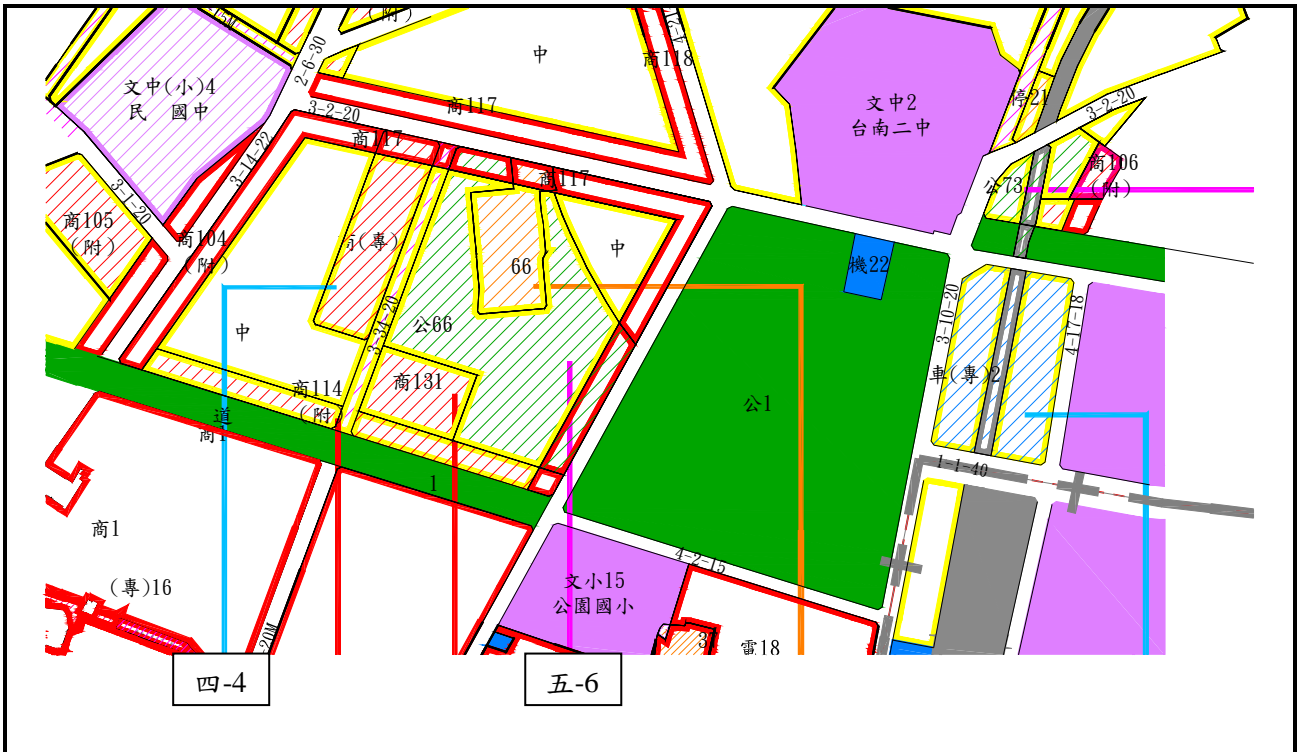 (附)
2-6-30
商118
中
文中(小)4
民　國中
文中2
台南二中
停21
3-2-20
商117
3-2-20
商117
3-14-22
商106
(附)
3-1-20
商117
公73
商105
(附)
商104
(附)
(專)
中
66
機22
3-10-20
4-17-18
3-34-20
公66
中
車(專)2
商131
商114
(附)
公1
道
商1
1-1-40
1
商1
4-2-15
(專)16
文小15
公園國小
37
電18
-20M
四-4
五-6